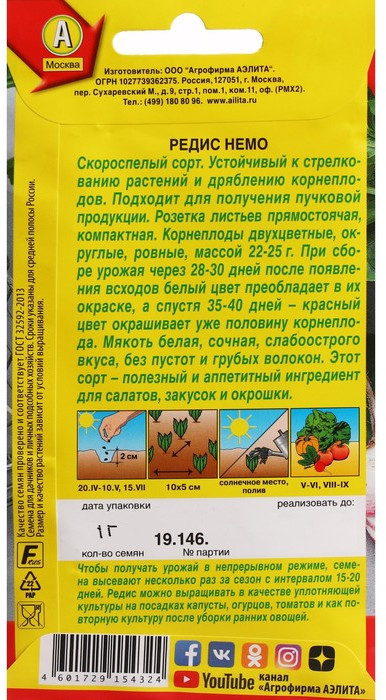 А
Москва
Изготовитель: ООО "Агрофирма АЭЛИТА".
ОГРН 1027739362375. Россия,127051, г. Москва,
пер. Сухаревский М., д.9, стр.1, пом.1, ком.11, оф. (РМХ2).
Тел.: (499) 180 80 96. www.ailita.ru
РЕДИС НЕМО
Скороспелый сорт. Устойчивый к стрелко-
ванию растений и дряблению корнепло-
дов. Подходит для получения пучковой
продукции. Розетка листьев прямостоячая,
компактная. Корнеплоды двухцветные, ок-
руглые, ровные, массой 22-25 г. При сбо-
ре урожая через 28-30 дней после появле-
ния всходов белый цвет преобладает в их
окраске, а спустя 35-40 дней – красный
цвет окрашивает уже половину корнепло-
да. Мякоть белая, сочная, слабоострого
вкуса, без пустот и грубых волокон. Этот
сорт – полезный и аппетитный ингредиент
для салатов, закусок и окрошки.
Качество семян проверено и соответствует ГОСТ 32592-2013
Семена для дачников и личных подсобных хозяйств. Сроки указаны для средней полосы России.
Размер и качество растений зависят от условий выращивания.
2 см
20.IV-10.V, 15.VII
10x5 см
солнечное место,
полив
V-VI, VIII-IX
дата упаковки
реализовать до:
1г
19.146.
кол-во семян
№ партии
Чтобы получать урожай в непрерывном режиме, семе-
на высевают несколько раз за сезон с интервалом 15-20
дней. Редис можно выращивать в качестве уплотняющей
культуры на посадках капусты, огурцов, томатов и как по-
вторную культуру после уборки ранних овощей.
22
PAP
YouTube канал
«Агрофирма АЭЛИТА»
4 601729 154324